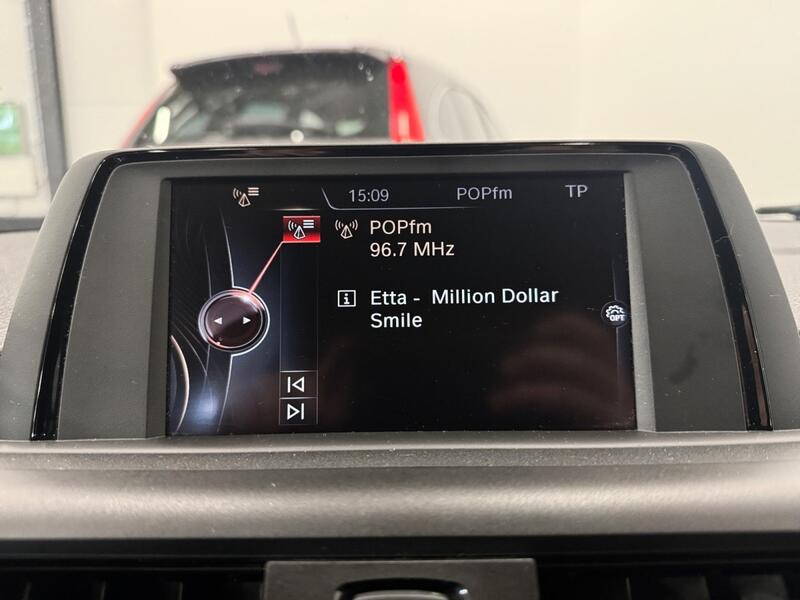 15:09 POPfm TP
POPfm
96.7 MHz
i Etta - Million Dollar
Smile
OPT